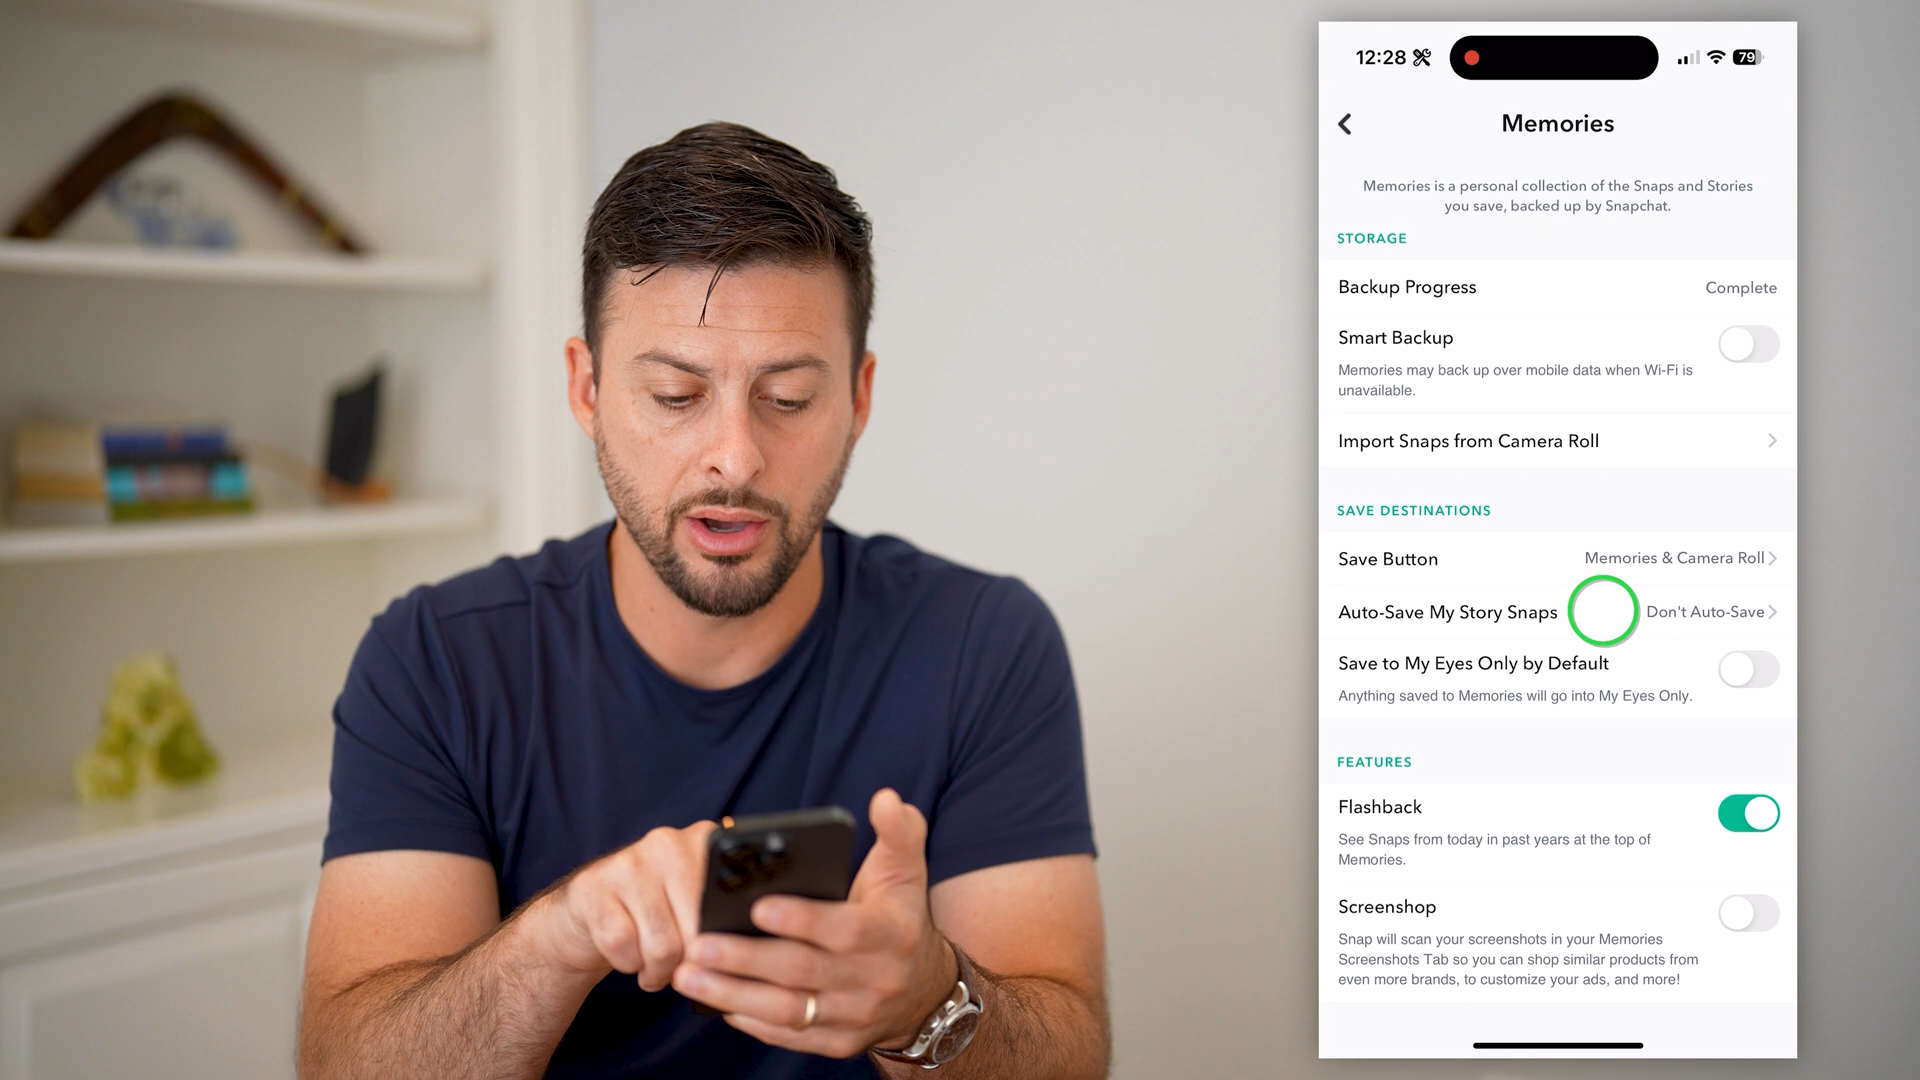 12:28
79
Memories
Memories is a personal collection of the Snaps and Stories
you save, backed up by Snapchat.
STORAGE
Backup Progress Complete
Smart Backup
Memories may back up over mobile data when Wi-Fi is
unavailable.
Import Snaps from Camera Roll
SAVE DESTINATIONS
Save Button Memories & Camera Roll
Auto-Save My Story Snaps Don't Auto-Save
Save to My Eyes Only by Default
Anything saved to Memories will go into My Eyes Only.
FEATURES
Flashback
See Snaps from today in past years at the top of
Memories.
Screenshop
Snap will scan your screenshots in your Memories
Screenshots Tab so you can shop similar products from
even more brands, to customize your ads, and more!